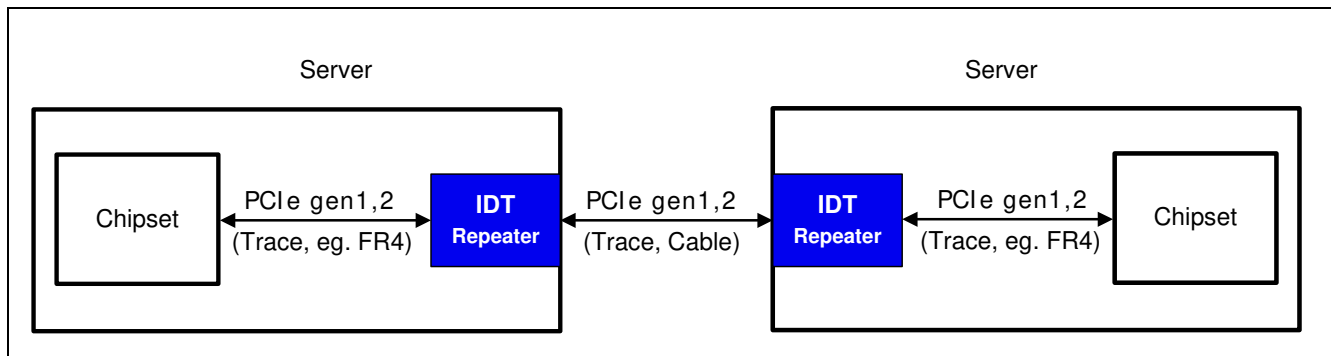 Server
Server
Chipset
PCIe gen1,2
(Trace, eg. FR4)
IDT
Repeater
PCIe gen1,2
(Trace, Cable)
IDT
Repeater
PCIe gen1,2
(Trace, eg. FR4)
Chipset